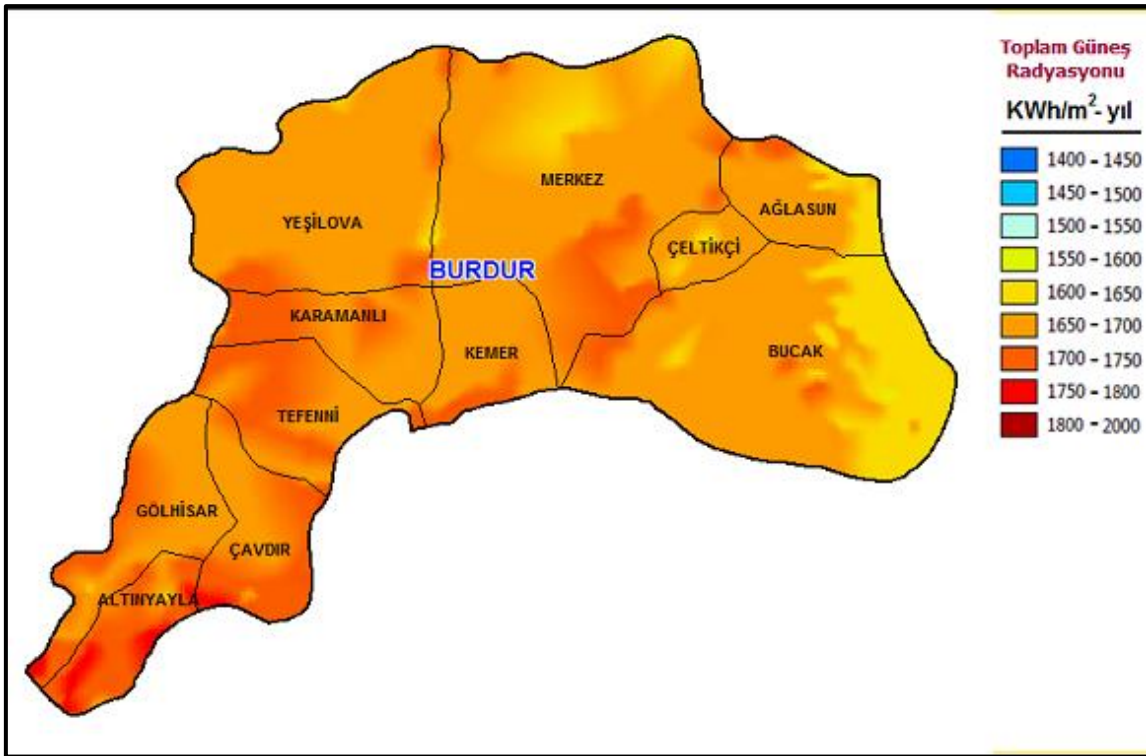 Toplam Güneş
Radyasyonu
KWh/m²- yıl
1400 - 1450
1450 - 1500
1500 - 1550
1550 - 1600
1600 - 1650
1650 - 1700
1700 - 1750
1750 - 1800
1800 - 2000
MERKEZ
AĞLASUN
YEŞİLOVA
ÇELTİKÇİ
BURDUR
KARAMANLI
KEMER
BUCAK
TEFENNİ
GÖLHİSAR
ÇAVDIR
ALTINYAYLA